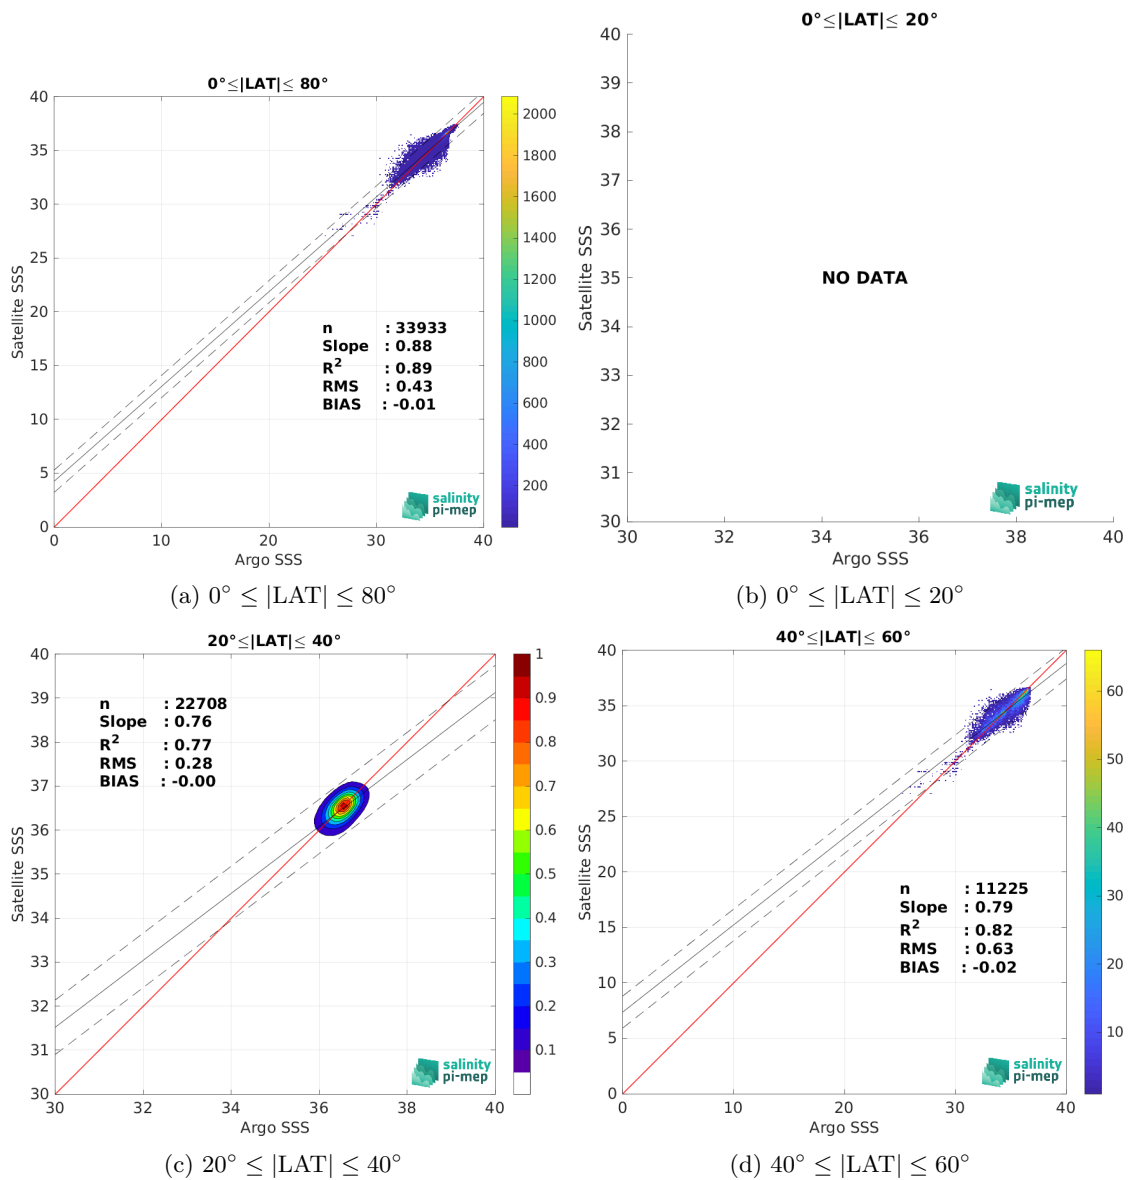 0°≤|LAT|≤ 80°
40
35
30
25
20
15
10
5
0
0
10
20
30
40
Satellite SSS
Argo SSS
n : 33933
Slope : 0.88
R² : 0.89
RMS : 0.43
BIAS : -0.01
salinity
pi-mep
2000
1800
1600
1400
1200
1000
800
600
400
200
(a) 0° ≤ |LAT| ≤ 80°
0°≤|LAT|≤ 20°
40
39
38
37
36
35
34
33
32
31
30
30
32
34
36
38
40
Satellite SSS
Argo SSS
NO DATA
salinity
pi-mep
(b) 0° ≤ |LAT| ≤ 20°
20°≤|LAT|≤ 40°
40
39
38
37
36
35
34
33
32
31
30
30
32
34
36
38
40
Satellite SSS
Argo SSS
n : 22708
Slope : 0.76
R² : 0.77
RMS : 0.28
BIAS : -0.00
salinity
pi-mep
1
0.9
0.8
0.7
0.6
0.5
0.4
0.3
0.2
0.1
(c) 20° ≤ |LAT| ≤ 40°
40°≤|LAT|≤ 60°
40
35
30
25
20
15
10
5
0
0
10
20
30
40
Satellite SSS
Argo SSS
n : 11225
Slope : 0.79
R² : 0.82
RMS : 0.63
BIAS : -0.02
salinity
pi-mep
60
50
40
30
20
10
(d) 40° ≤ |LAT| ≤ 60°